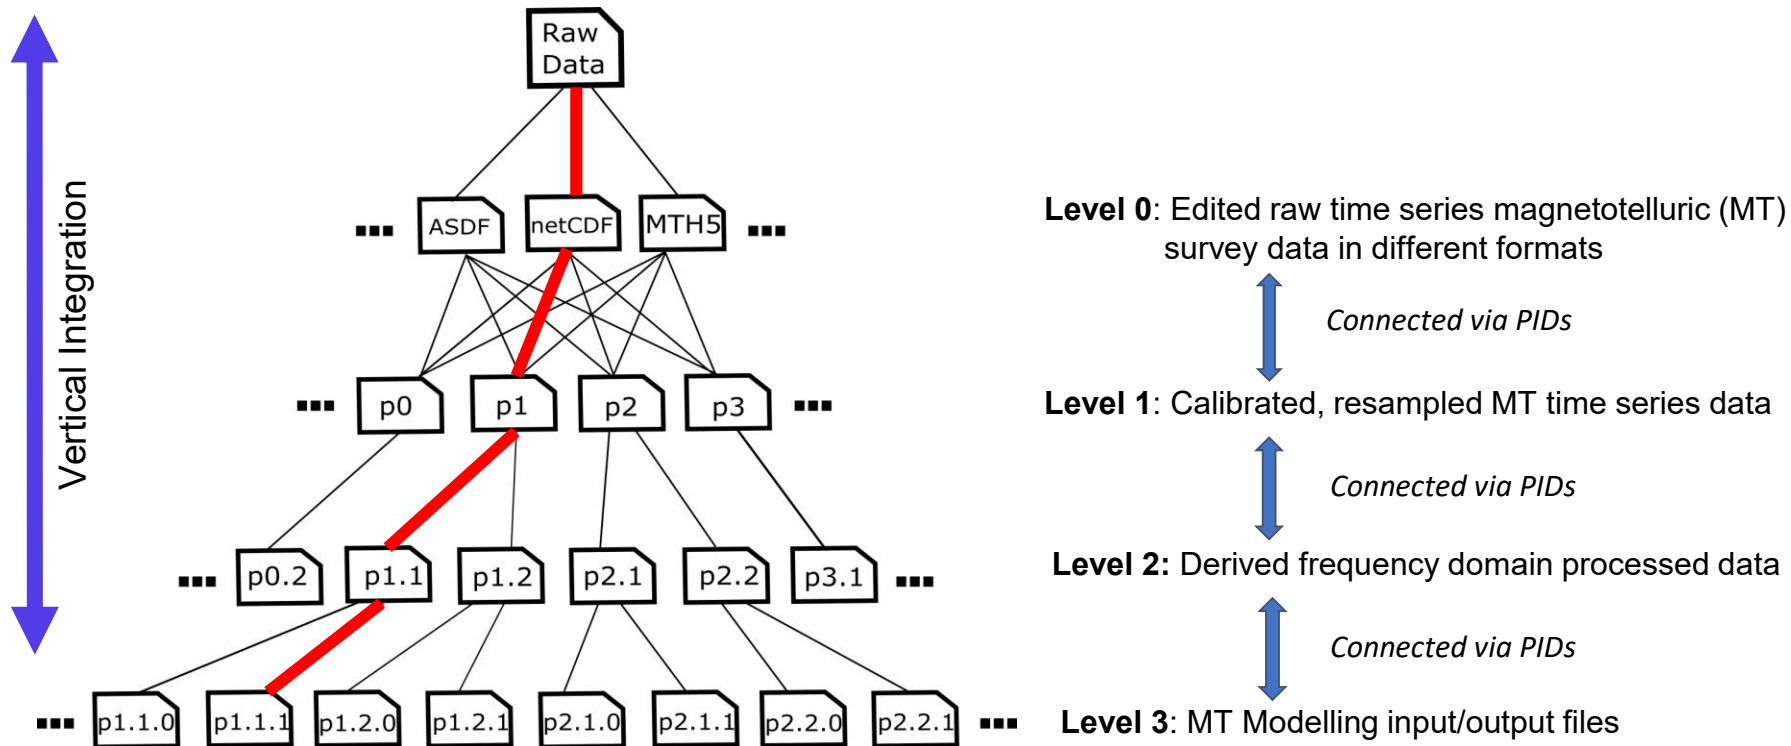 Raw
Data
Vertical Integration
ASDF
netCDF
MTH5
Level 0: Edited raw time series magnetotelluric (MT)
survey data in different formats
Connected via PIDs
p0
p1
p2
p3
Level 1: Calibrated, resampled MT time series data
Connected via PIDs
p0.2
p1.1
p1.2
p2.1
p2.2
p3.1
Level 2: Derived frequency domain processed data
Connected via PIDs
p1.1.0
p1.1.1
p1.2.0
p1.2.1
p2.1.0
p2.1.1
p2.2.0
p2.2.1
Level 3: MT Modelling input/output files